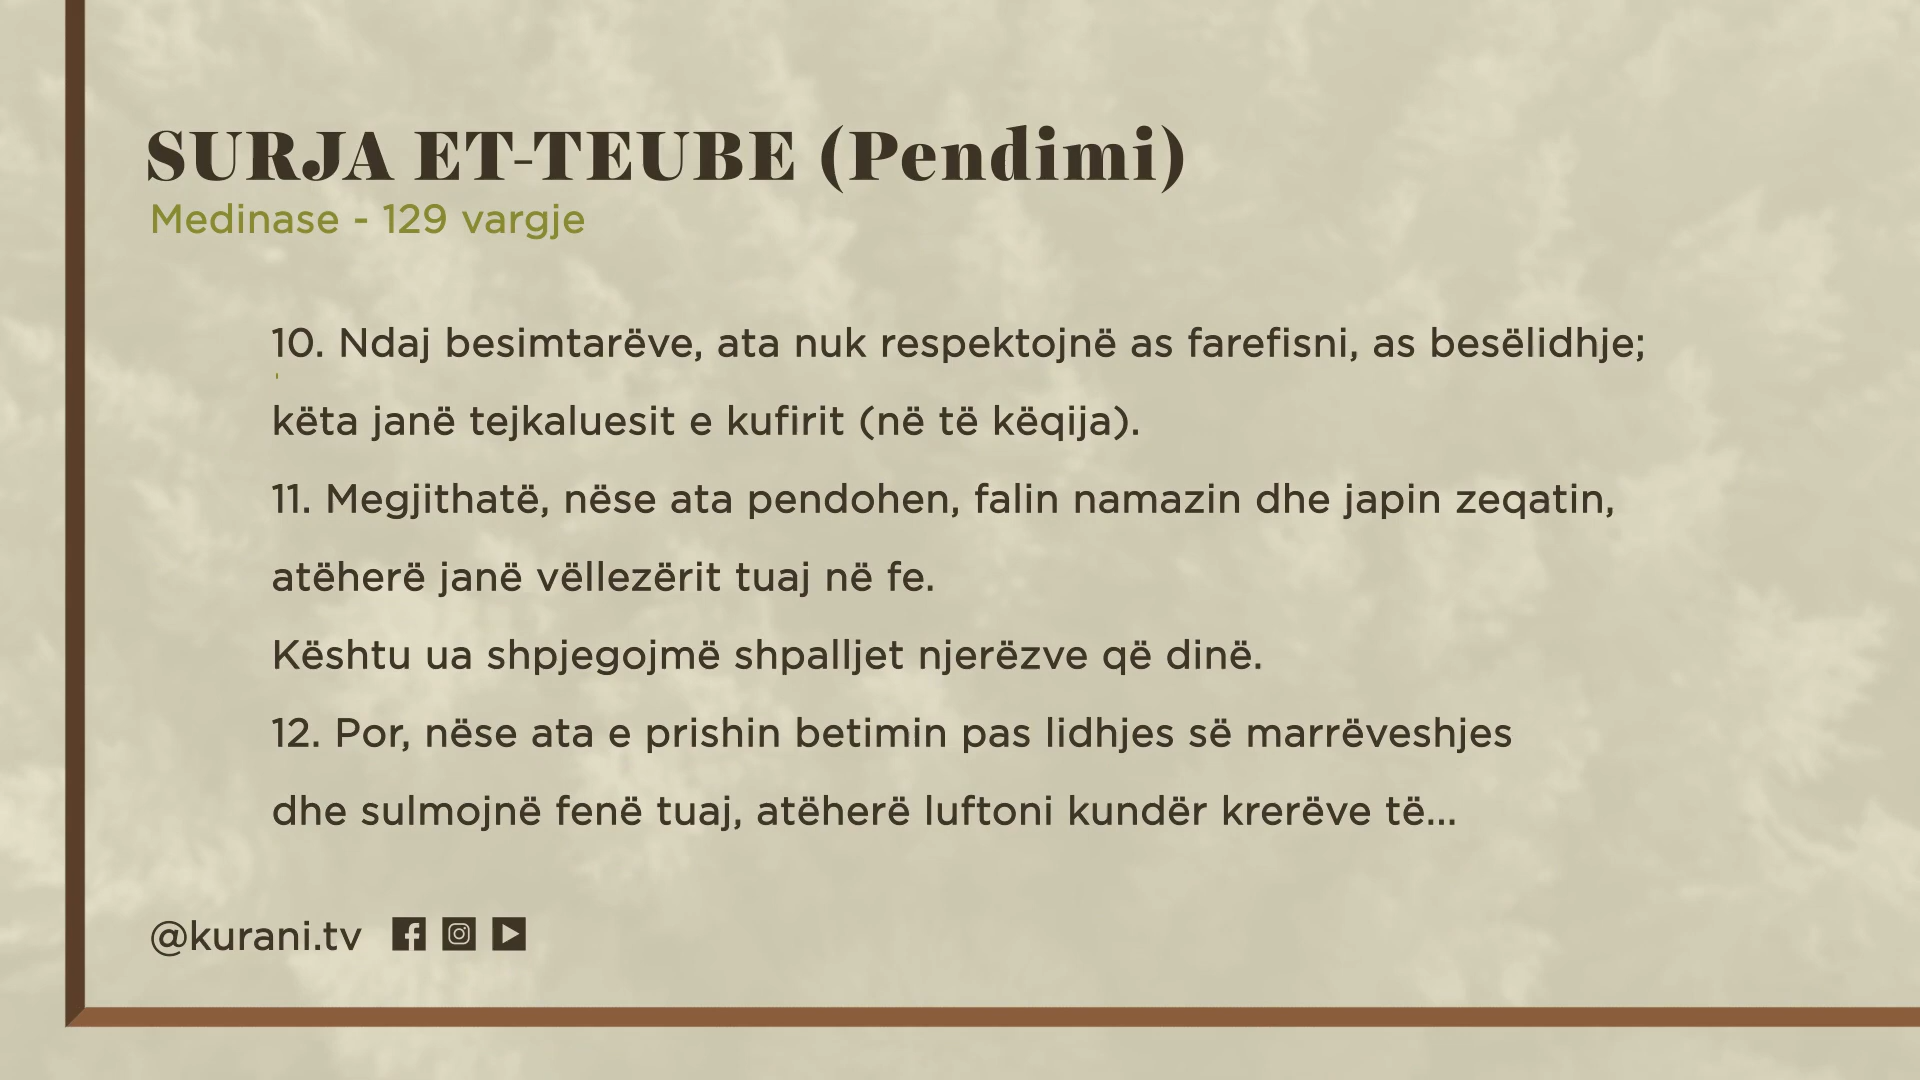 SURJA ET-TEUBE (Pendimi)
Medinase - 129 vargje
10. Ndaj besimtarëve, ata nuk respektojnë as farefisni, as besëlidhje;
këta janë tejkaluesit e kufirit (në të këqija).
11. Megjithatë, nëse ata pendohen, falin namazin dhe japin zeqatin,
atëherë janë vëllezërit tuaj në fe.
Kështu ua shpjegojmë shpalljet njerëzve që dinë.
12. Por, nëse ata e prishin betimin pas lidhjes së marrëveshjes
dhe sulmojnë fenë tuaj, atëherë luftoni kundër krerëve të...
@kurani.tv